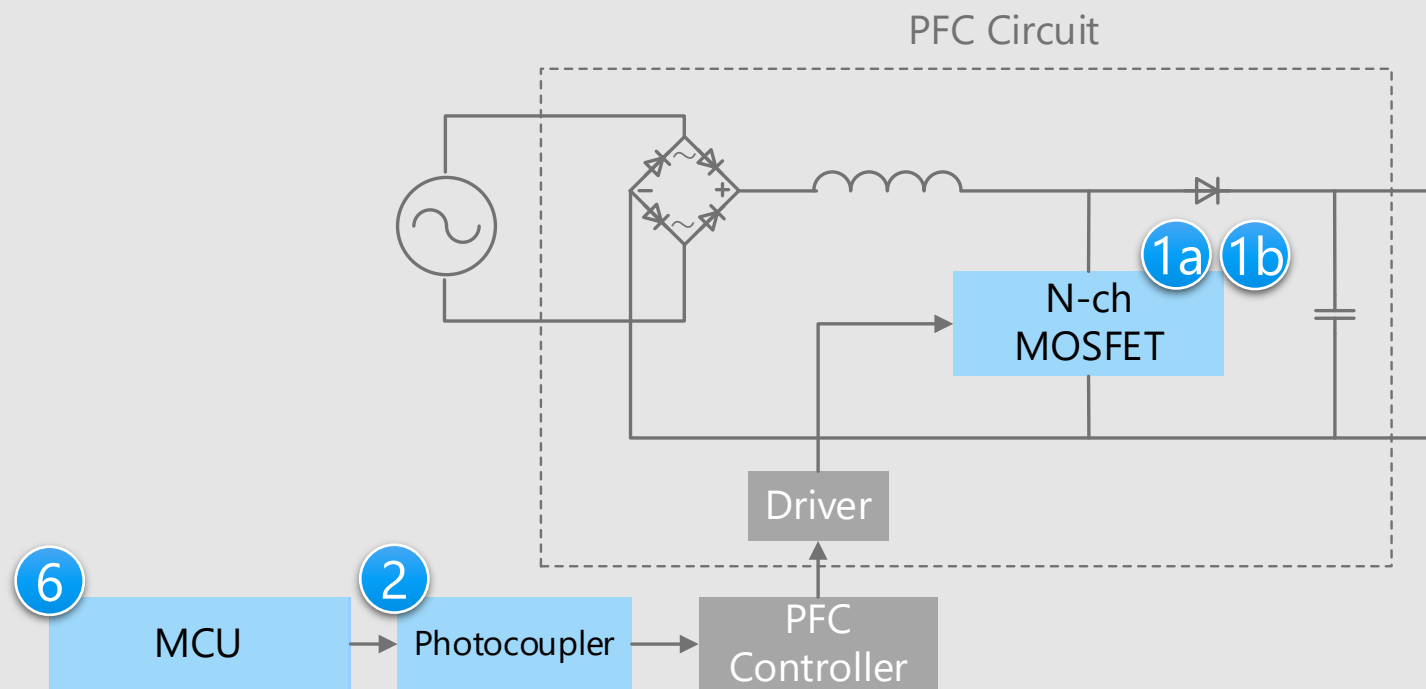 PFC Circuit
− +
1a 1b
N-ch
MOSFET
Driver
6 2
MCU
Photocoupler
PFC
Controller